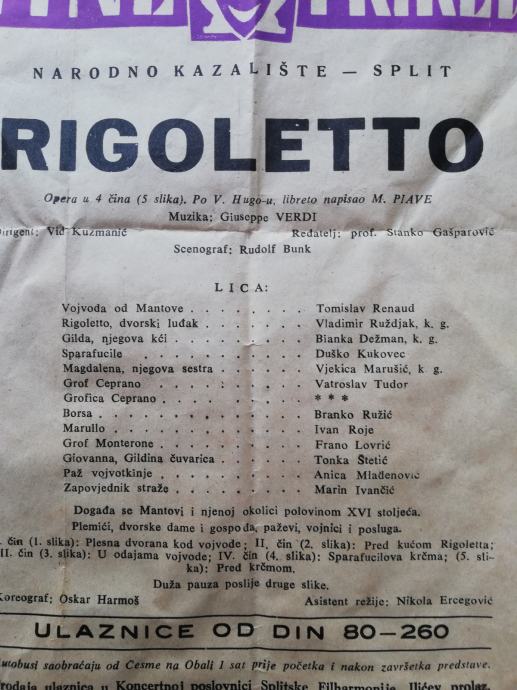 NARODNO KAZALIŠTE — SPLIT
RIGOLETTO
Opera u 4 čina (5 slika). Po V. Hugo-u, libreto napisao M. PIAVE
Muzika: Giuseppe VERDI
Dirigent: Vid Kuzmanić Redatelj: prof. Stanko Gašparović
Scenograf: Rudolf Bunk
LICA:
Vojvoda od Mantove . . . . . . . . Tomislav Renaud
Rigoletto, dvorski luđak . . . . . . . Vladimir Ruždjak, k. g.
Gilda, njegova kći . . . . . . . . Bianka Dežman, k. g.
Sparafucile . . . . . . . . . . Duško Kukovec
Magdalena, njegova sestra . . . . . . Vjekica Marušić, k. g.
Grof Ceprano . . . . . . . . . Vatroslav Tudor
Grofica Ceprano . . . . . . . . . * * *
Borsa . . . . . . . . . . . Branko Ružić
Marullo . . . . . . . . . . . Ivan Roje
Grof Monterone . . . . . . . . . Frano Lovrić
Giovanna, Gildina čuvarica . . . . . . Tonka Štetić
Paž vojvotkinje . . . . . . . . . Anica Mlađenović
Zapovjednik straže . . . . . . . . Marin Ivančić
Događa se Mantovi i njenoj okolici polovinom XVI stoljeća.
Plemići, dvorske dame i gospoda, paževi, vojnici i posluga.
čin (1. slika): Plesna dvorana kod vojvode; II, čin (2. slika): Pred kućom Rigoletta;
II. čin (3. slika): U odajama vojvode; IV. čin (4. slika): Sparafucilova krčma; (5. sli-
ka): Pred krčmom.
Duža pauza poslije druge slike.
Koreograf: Oskar Harmoš Asistent režije: Nikola Ercegović
ULAZNICE OD DIN 80—260
Autobusi saobraćaju od Česme na Obali 1 sat prije početka i nakon završetka predstave.
Prodaja ulaznica u Koncertnoj poslovnici Splitske Filharmonije, Ilićev prolaz,